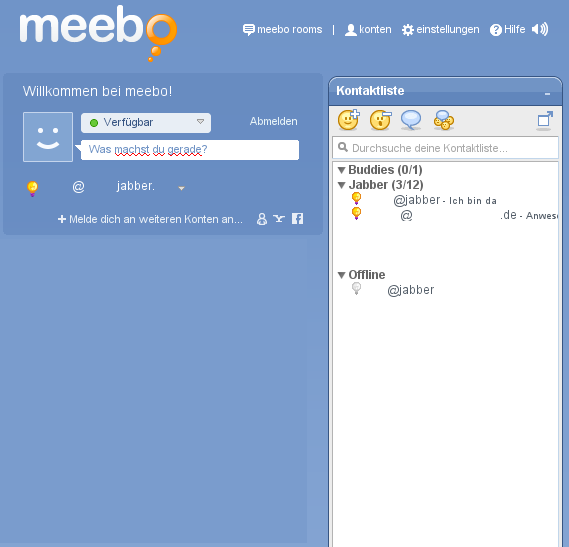 meebo
meebo rooms | konten einstellungen Hilfe
Willkommen bei meebo!
Verfügbar
Abmelden
Was machst du gerade?
@ jabber.
+ Melde dich an weiteren Konten an...
Kontaktliste
Durchsuche deine Kontaktliste...
Buddies (0/1)
Jabber (3/12)
@jabber - Ich bin da
@ .de - Anwese
Offline
@jabber